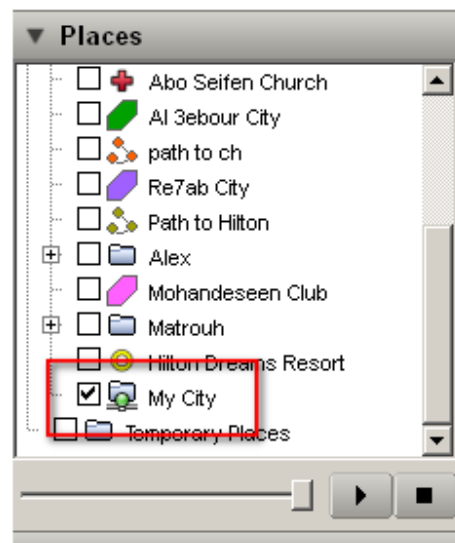 Places
Abo Seifen Church
Al 3ebour City
path to ch
Re7ab City
Path to Hilton
Alex
Mohandeseen Club
Matrouh
Hilton Dreams Resort
My City
Temporary Places